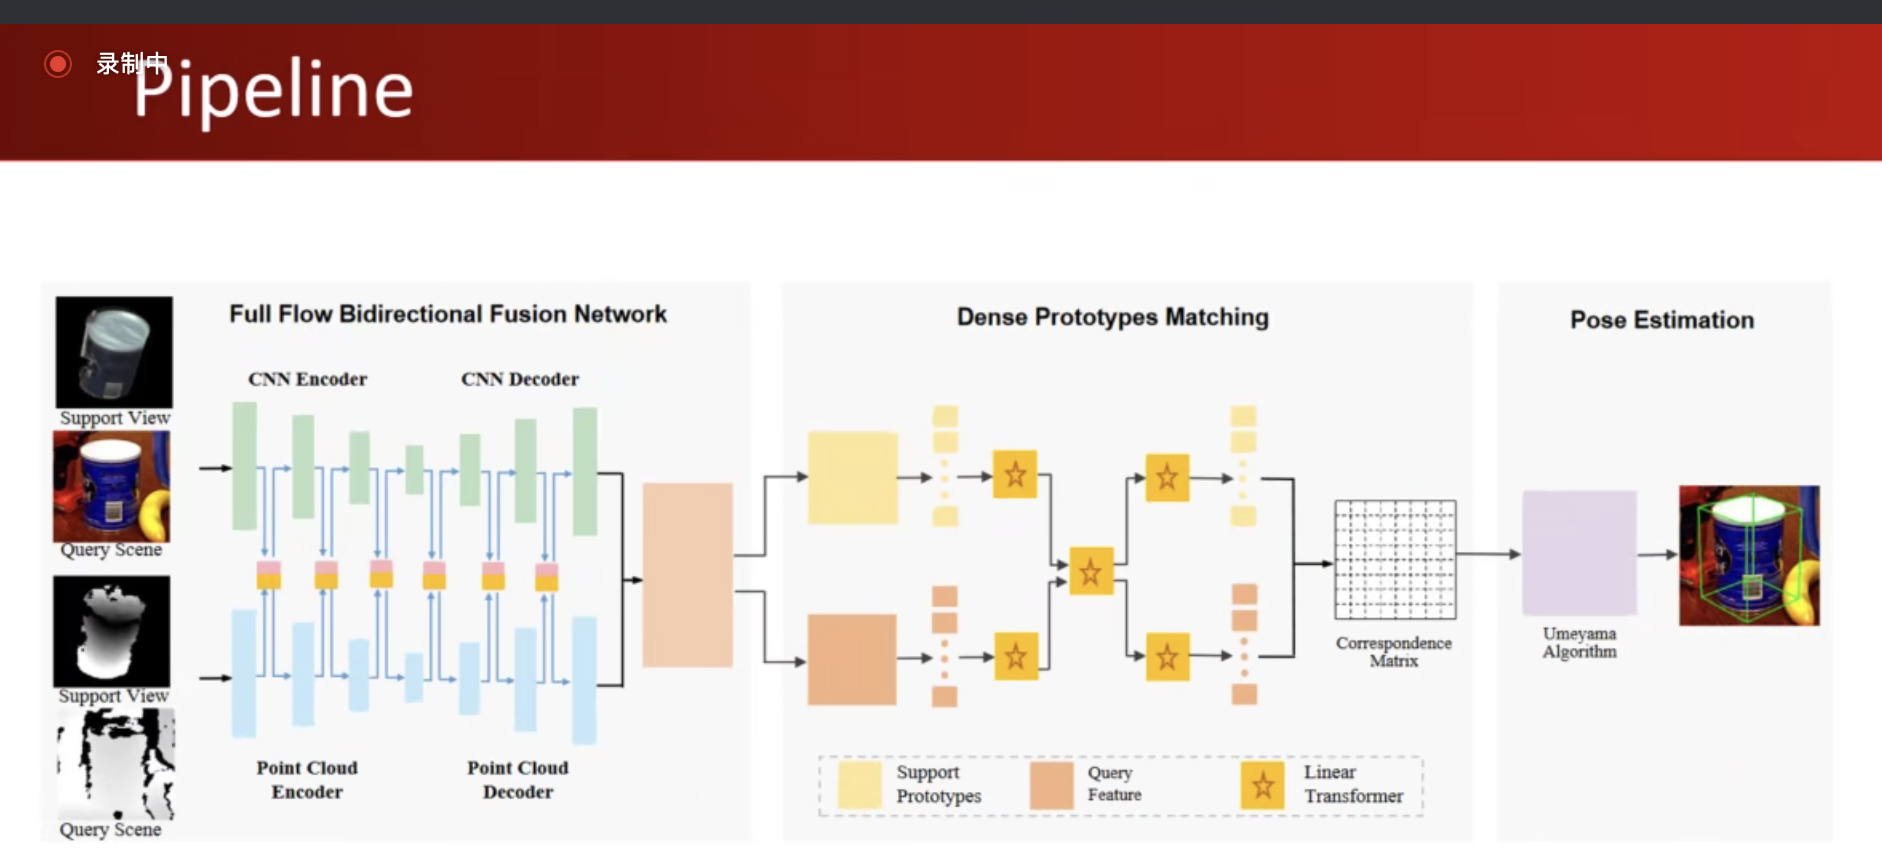 录制中
Pipeline
Full Flow Bidirectional Fusion Network
CNN Encoder
CNN Decoder
Support View
Query Scene
Support View
Query Scene
Point Cloud
Encoder
Point Cloud
Decoder
Dense Prototypes Matching
Correspondence
Matrix
Support
Prototypes
Query
Feature
Linear
Transformer
Pose Estimation
Umeyama
Algorithm